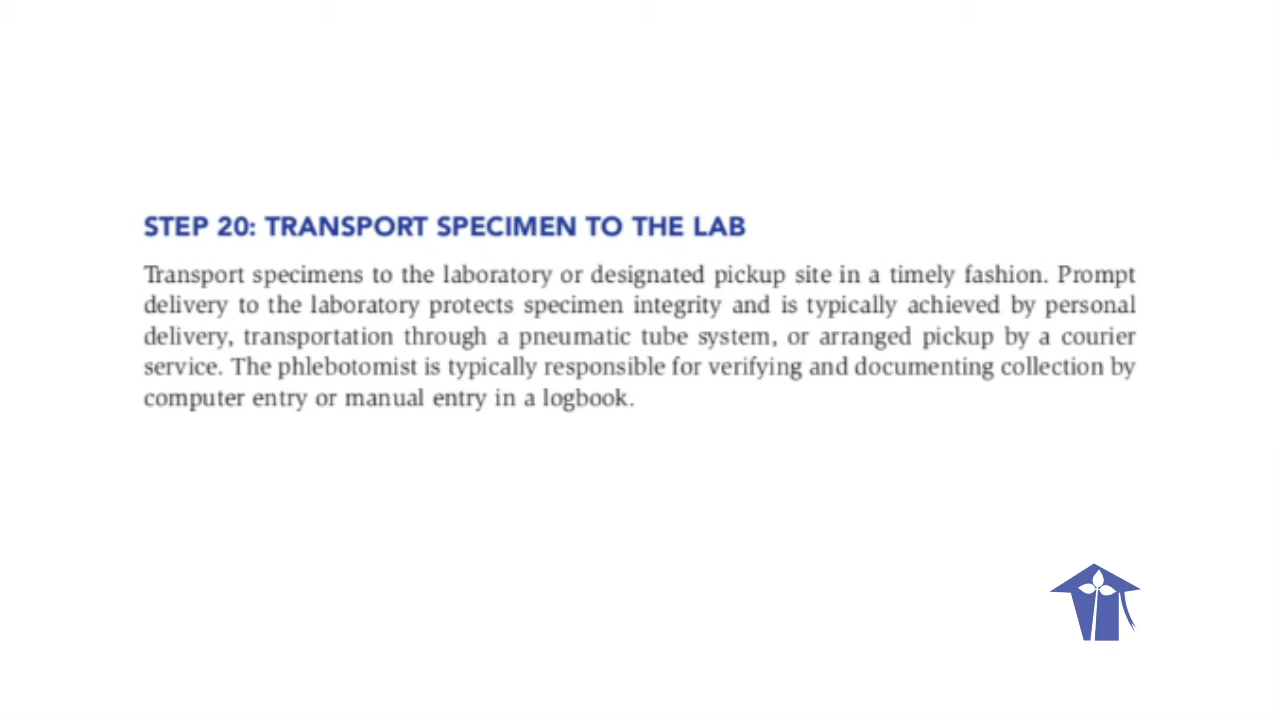 STEP 20: TRANSPORT SPECIMEN TO THE LAB
Transport specimens to the laboratory or designated pickup site in a timely fashion. Prompt
delivery to the laboratory protects specimen integrity and is typically achieved by personal
delivery, transportation through a pneumatic tube system, or arranged pickup by a courier
service. The phlebotomist is typically responsible for verifying and documenting collection by
computer entry or manual entry in a logbook.